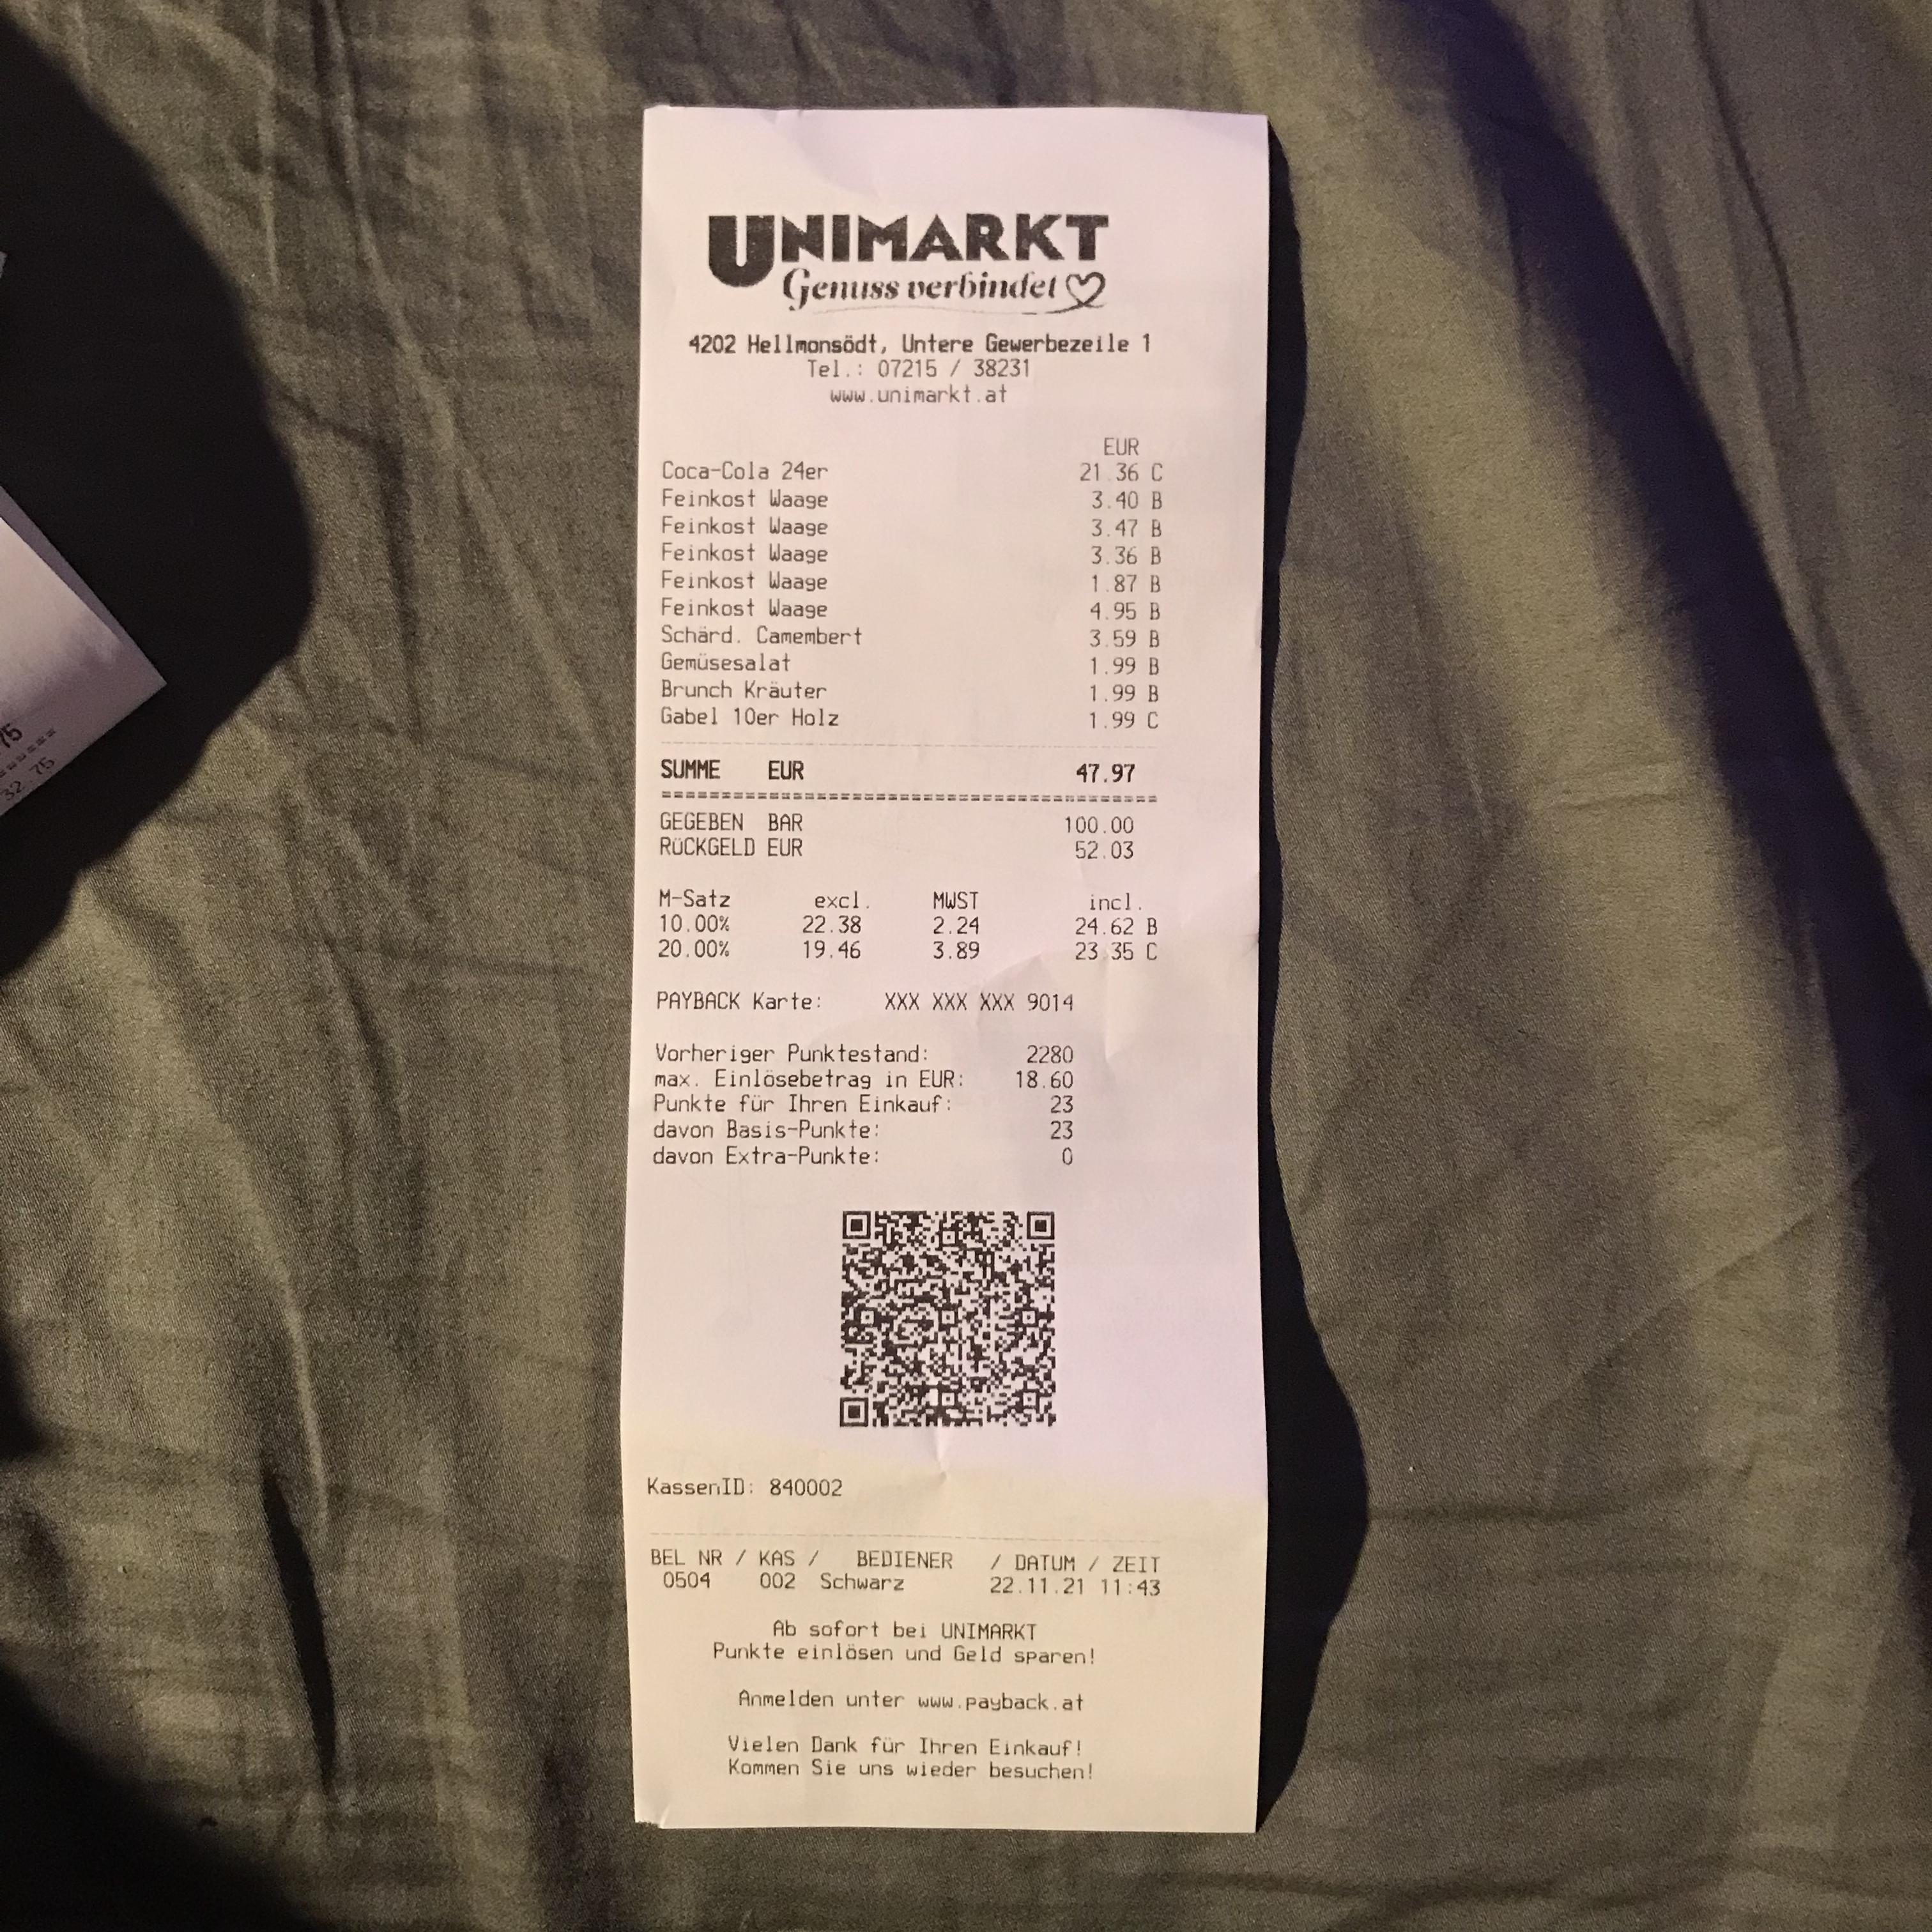 UNIMARKT
Genuss verbindet
4202 Hellmonsödt, Untere Gewerbezeile 1
Tel.: 07215 / 38231
www.unimarkt.at
EUR
Coca-Cola 24er 21.36 C
Feinkost Waage 3.40 B
Feinkost Waage 3.47 B
Feinkost Waage 3.36 B
Feinkost Waage 1.87 B
Feinkost Waage 4.95 B
Schärd. Camembert 3.59 B
Gemüsesalat 1.99 B
Brunch Kräuter 1.99 B
Gabel 10er Holz 1.99 C
SUMME EUR 47.97
GEGEBEN BAR 100.00
RÜCKGELD EUR 52.03
M-Satz excl. MWST incl.
10.00% 22.38 2.24 24.62 B
20.00% 19.46 3.89 23.35 C
PAYBACK Karte: XXX XXX XXX 9014
Vorheriger Punktestand: 2280
max. Einlösebetrag in EUR: 18.60
Punkte für Ihren Einkauf: 23
davon Basis-Punkte: 23
davon Extra-Punkte: 0
KassenID: 840002
BEL NR / KAS / BEDIENER / DATUM / ZEIT
0504 002 Schwarz 22.11.21 11:43
Ab sofort bei UNIMARKT
Punkte einlösen und Geld sparen!
Anmelden unter www.payback.at
Vielen Dank für Ihren Einkauf!
Kommen Sie uns wieder besuchen!
75
32.75